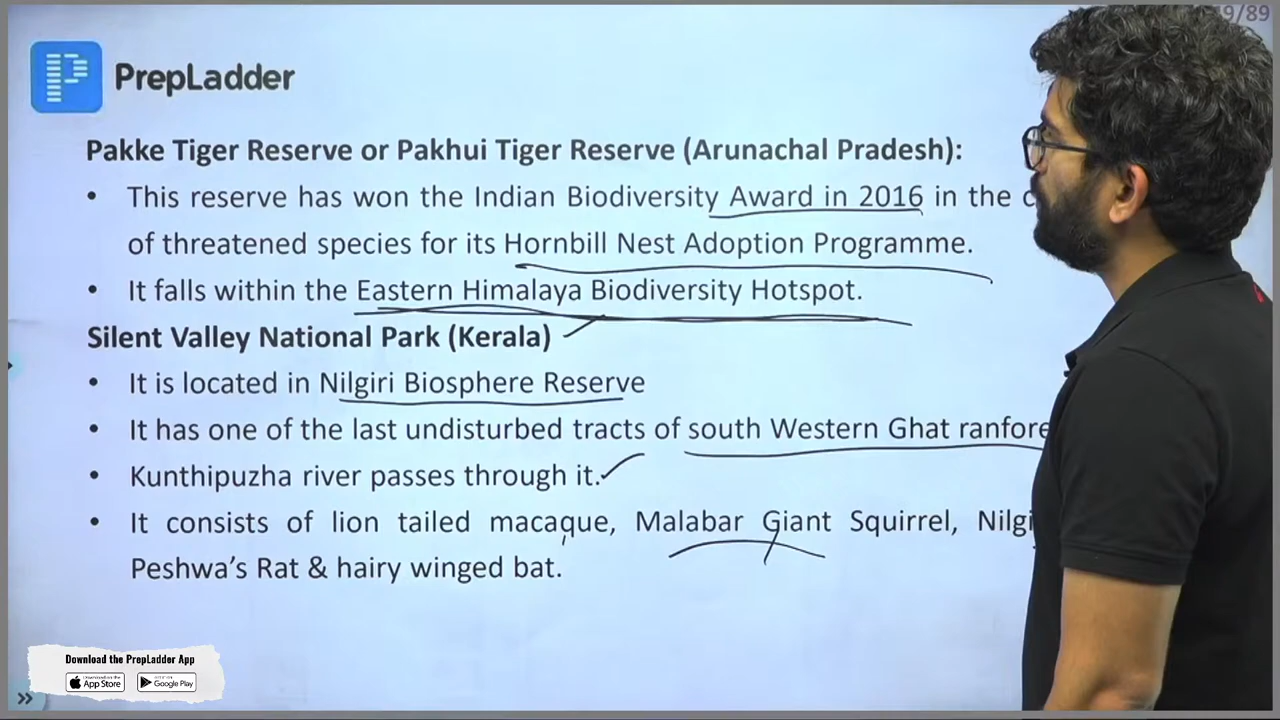 9/89
PrepLadder
Pakke Tiger Reserve or Pakhui Tiger Reserve (Arunachal Pradesh):
• This reserve has won the Indian Biodiversity Award in 2016 in the
of threatened species for its Hornbill Nest Adoption Programme.
• It falls within the Eastern Himalaya Biodiversity Hotspot.
Silent Valley National Park (Kerala)
• It is located in Nilgiri Biosphere Reserve
• It has one of the last undisturbed tracts of south Western Ghat ranfore
• Kunthipuzha river passes through it.
• It consists of lion tailed macaque, Malabar Giant Squirrel, Nilgi
Peshwa's Rat & hairy winged bat.
Download the PrepLadder App
App Store Google Play